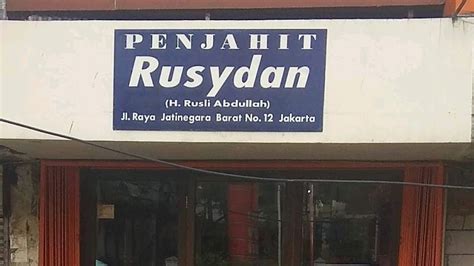 PENJAHIT
Rusydan
(H. Rusli Abdullah)
Jl. Raya Jatinegara Barat No. 12 Jakarta